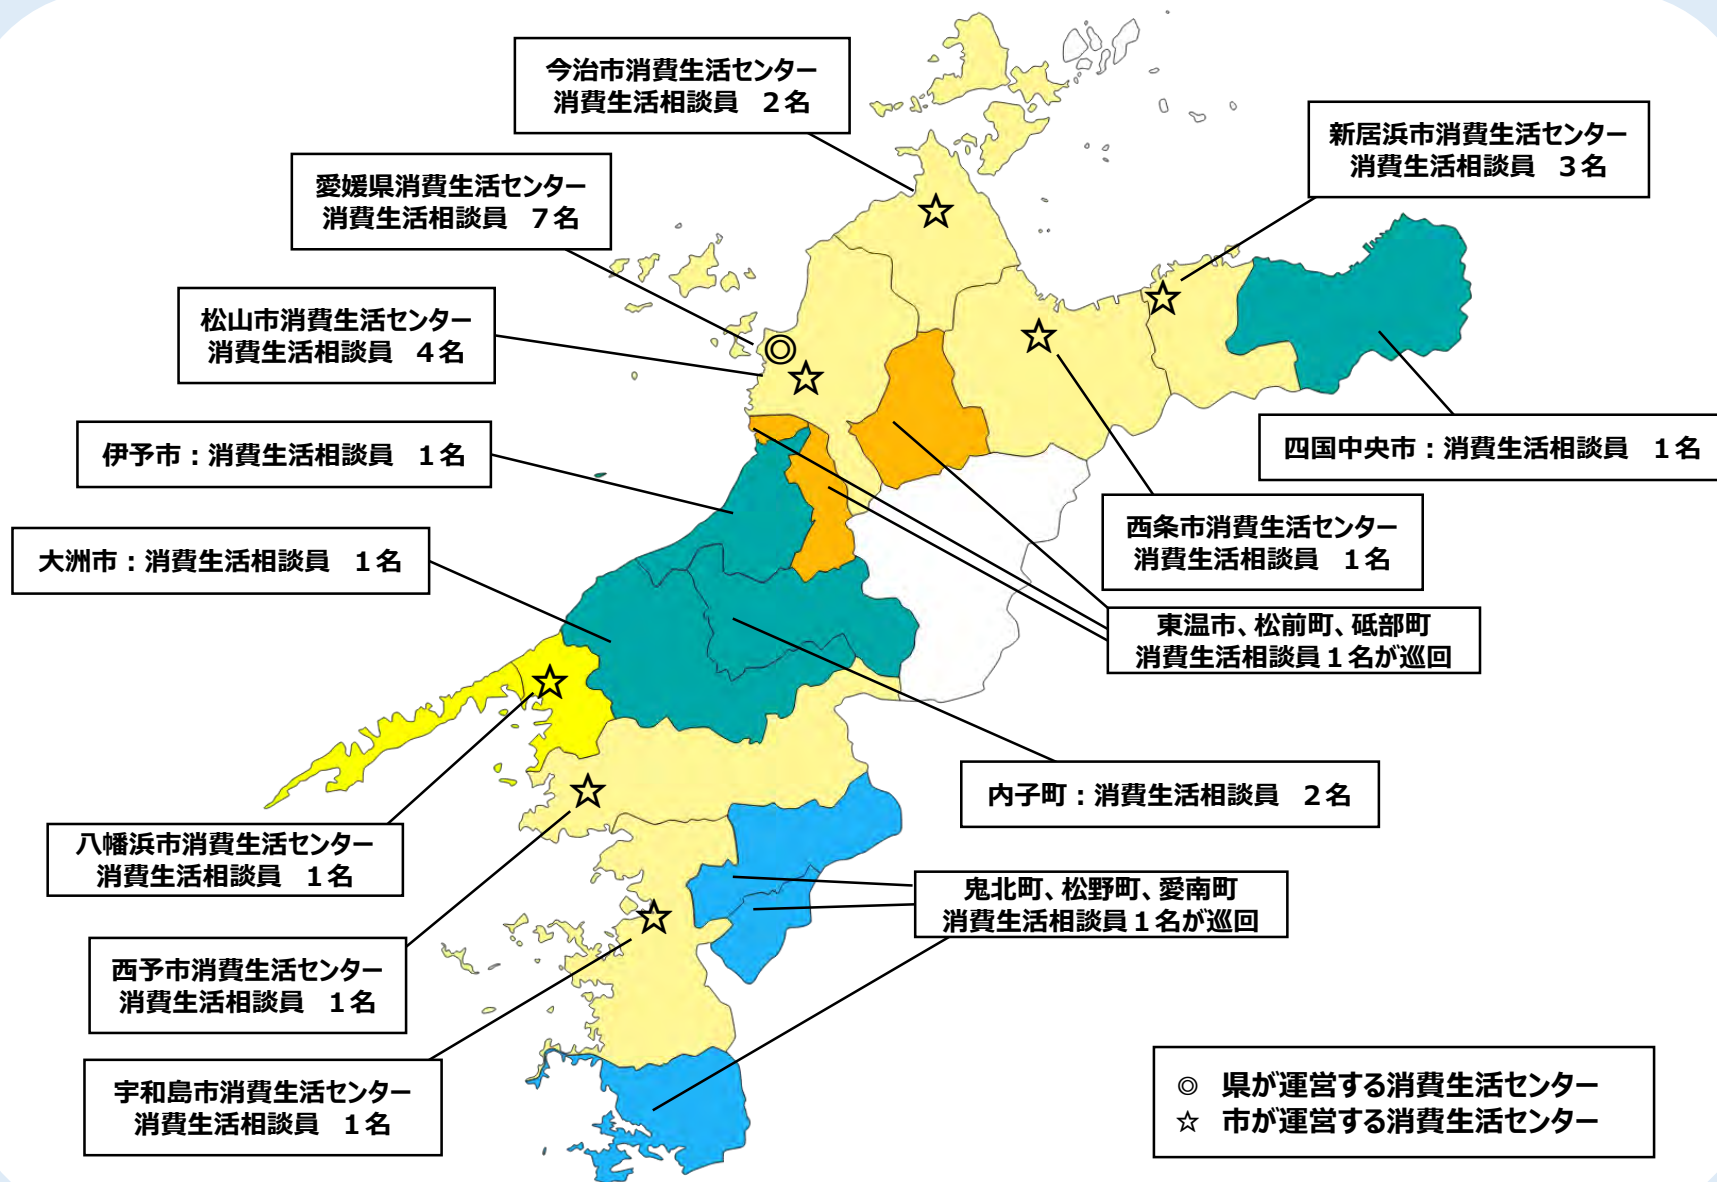 今治市消費生活センター
消費生活相談員　２名
新居浜市消費生活センター
消費生活相談員　３名
愛媛県消費生活センター
消費生活相談員　７名
松山市消費生活センター
消費生活相談員　４名
伊予市：消費生活相談員　１名
四国中央市：消費生活相談員　１名
西条市消費生活センター
消費生活相談員　１名
大洲市：消費生活相談員　１名
東温市、松前町、砥部町
消費生活相談員１名が巡回
内子町：消費生活相談員　２名
八幡浜市消費生活センター
消費生活相談員　１名
鬼北町、松野町、愛南町
消費生活相談員１名が巡回
西予市消費生活センター
消費生活相談員　１名
宇和島市消費生活センター
消費生活相談員　１名
◎　県が運営する消費生活センター
☆　市が運営する消費生活センター